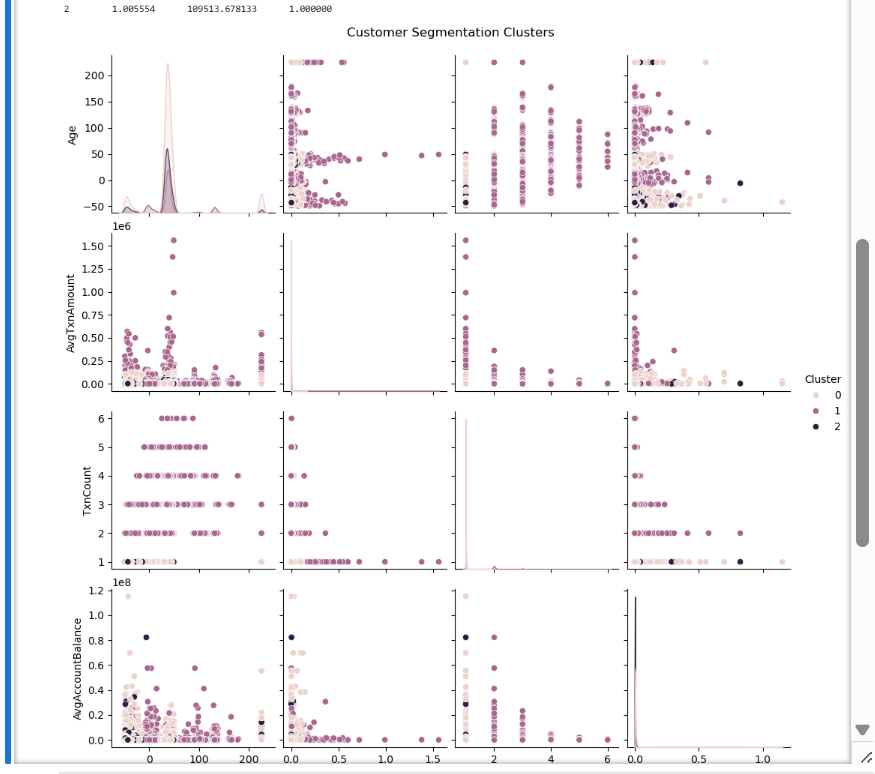 2 1.005554 109513.678133 1.000000
Customer Segmentation Clusters
200
150
100
50
0
−50
Age
1e6
1.50
1.25
1.00
0.75
0.50
0.25
0.00
AvgTxnAmount
Cluster
0
1
2
6
5
4
3
2
1
TxnCount
1e8
1.2
1.0
0.8
0.6
0.4
0.2
0.0
AvgAccountBalance
0 100 200 0.0 0.5 1.0 1.5 2 4 6 0.0 0.5 1.0